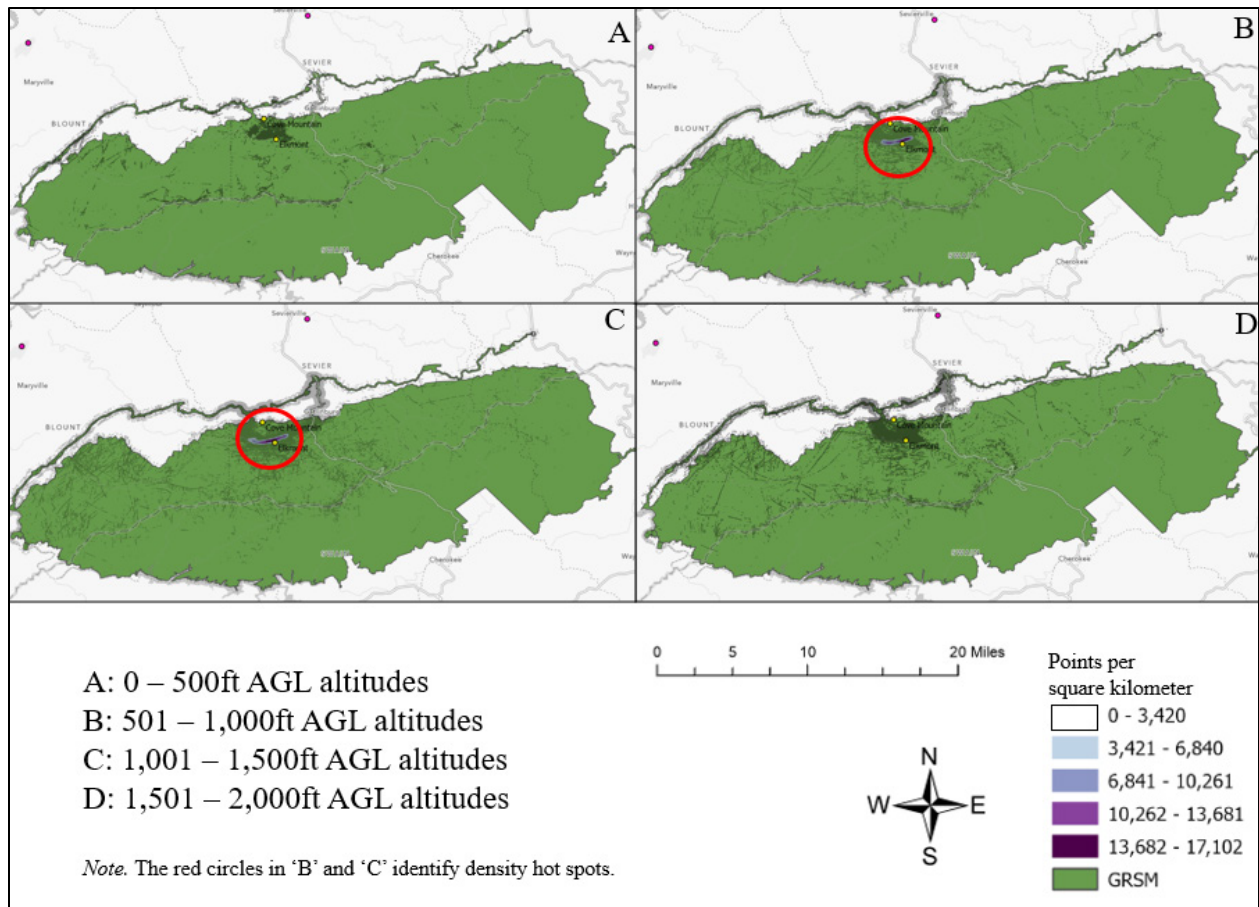 Sevierville
A
SEVIER
Maryville
Cove Mountain
BLOUNT
Elkmont
Cherokee
B
SEVIER
Maryville
Cove Mountain
BLOUNT
Elkmont
Cherokee
Sevierville
C
SEVIER
Maryville
BLOUNT
Cove Mountain
Elkmont
Cherokee
Sevierville
D
SEVIER
Maryville
BLOUNT
Cove Mountain
Elkmont
Cherokee
A: 0 – 500ft AGL altitudes
B: 501 – 1,000ft AGL altitudes
C: 1,001 – 1,500ft AGL altitudes
D: 1,501 – 2,000ft AGL altitudes
Note. The red circles in ‘B’ and ‘C’ identify density hot spots.
0 5 10 20 Miles
N
W E
S
Points per
square kilometer
0 - 3,420
3,421 - 6,840
6,841 - 10,261
10,262 - 13,681
13,682 - 17,102
GRSM